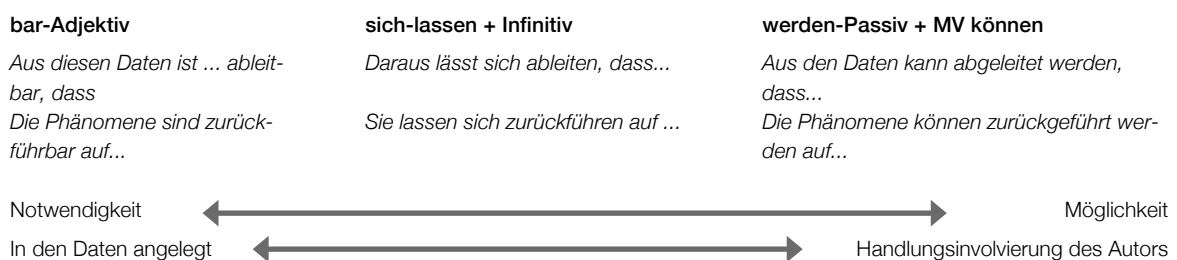 bar-Adjektiv sich-lassen + Infinitiv werden-Passiv + MV können
Aus diesen Daten ist ... ableit- Daraus lässt sich ableiten, dass... Aus den Daten kann abgeleitet werden,
bar, dass dass...
Die Phänomene sind zurück- Sie lassen sich zurückführen auf ... Die Phänomene können zurückgeführt wer-
führbar auf... den auf...
Notwendigkeit Möglichkeit
In den Daten angelegt Handlungsinvolvierung des Autors